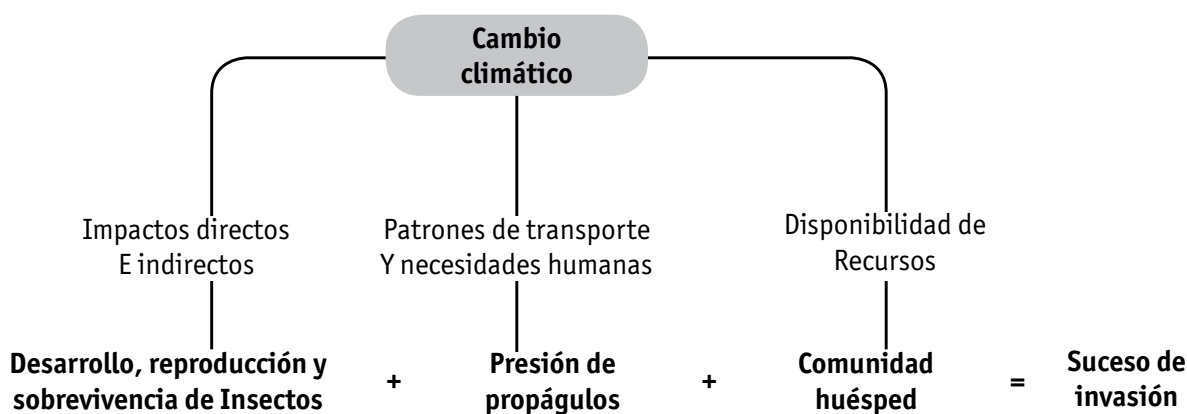 Cambio
climático
Impactos directos
E indirectos
Patrones de transporte
Y necesidades humanas
Disponibilidad de
Recursos
Desarrollo, reproducción y
sobrevivencia de Insectos
+
Presión de
propágulos
+
Comunidad
huésped
=
Suceso de
invasión